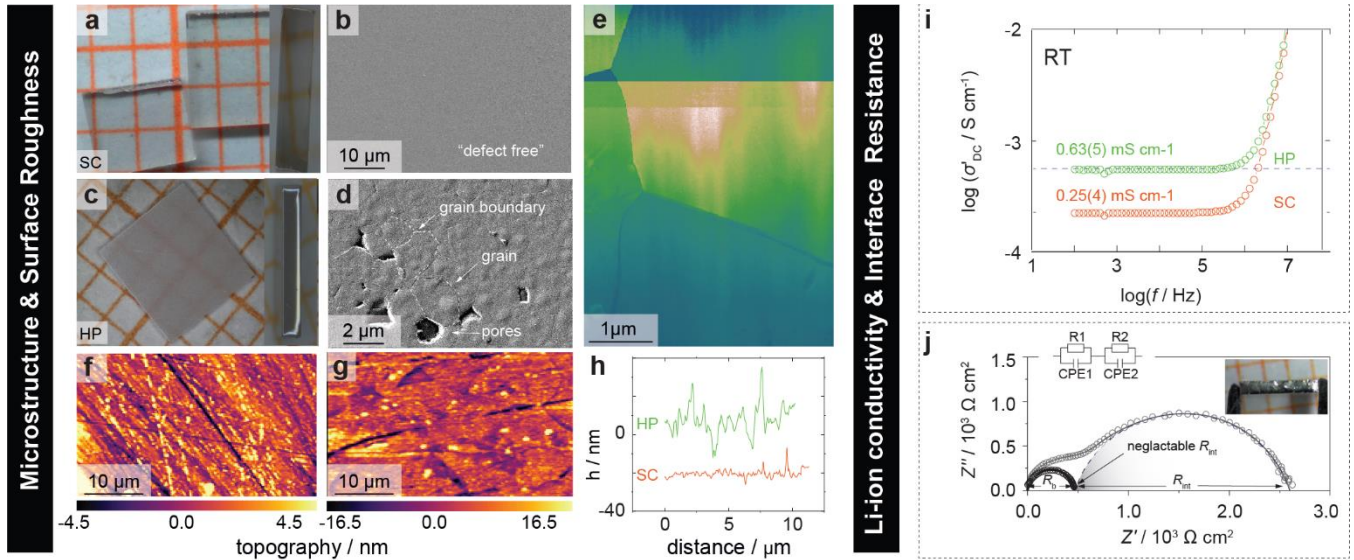 Microstructure & Surface Roughness
a
SC
b
10 µm
"defect free"
c
HP
d
grain boundary
grain
pores
2 µm
e
1µm
f
10 µm
-4.5 0.0 4.5
g
10 µm
-16.5 0.0 16.5
topography / nm
h
HP
SC
0
-40
h / nm
0 5 10
distance / µm
Li-ion conductivity & Interface Resistance
i
RT
-2
-3
-4
log (σ'DC / S cm-1)
0.63(5) mS cm-1
HP
0.25(4) mS cm-1
SC
1 3 5 7
log(f / Hz)
j
R1 R2
CPE1 CPE2
1.5
1.0
0.5
0.0
Z'' / 10³ Ω cm²
neglactable Rint
Rb
Rint
0.0 1.0 2.0 3.0
Z' / 10³ Ω cm²